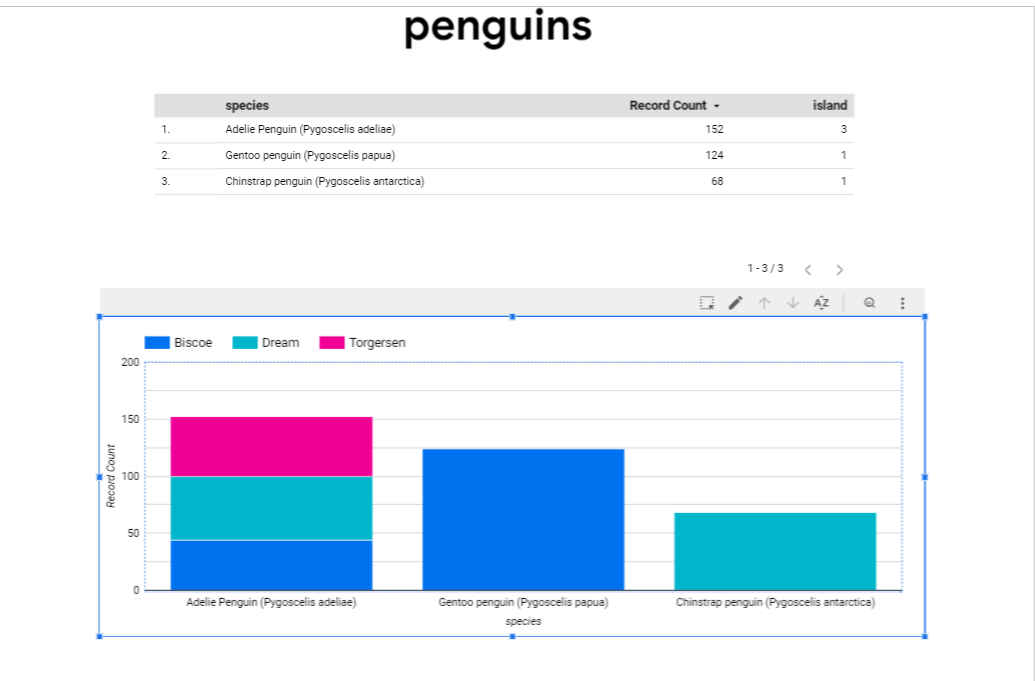 penguins
species Record Count island
1. Adelie Penguin (Pygoscelis adeliae) 152 3
2. Gentoo penguin (Pygoscelis papua) 124 1
3. Chinstrap penguin (Pygoscelis antarctica) 68 1
1 - 3 / 3
AZ
Biscoe Dream Torgersen
200
150
100
50
0
Record Count
Adelie Penguin (Pygoscelis adeliae) Gentoo penguin (Pygoscelis papua) Chinstrap penguin (Pygoscelis antarctica)
species